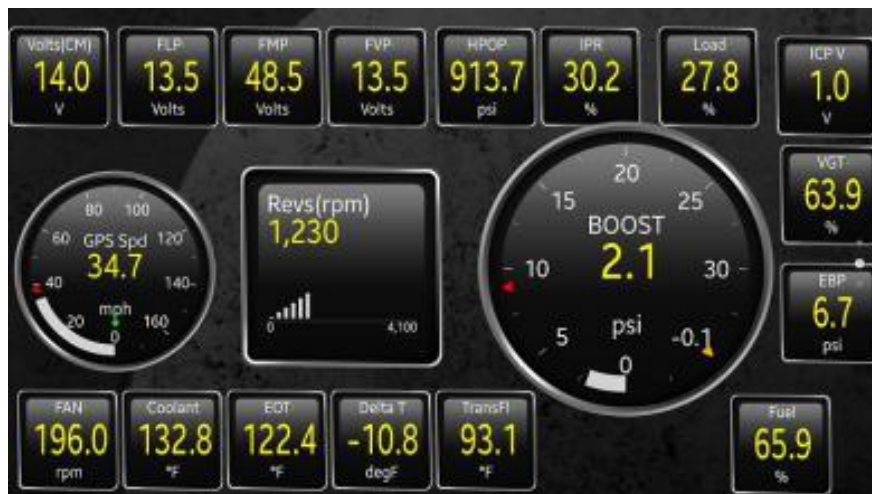 Volts(CM)
14.0
V
FLP
13.5
Volts
FMP
48.5
Volts
FVP
13.5
Volts
HPOP
913.7
psi
IPR
30.2
%
Load
27.8
%
ICP V
1.0
V
80 100
60 GPS Spd 120
34.7
40 140
mph
20 160
0
Revs(rpm)
1,230
0 4,100
20
15 25
BOOST
10 2.1 30
psi
5 -0.1
0
VGT
63.9
%
EBP
6.7
psi
FAN
196.0
rpm
Coolant
132.8
°F
EOT
122.4
°F
Delta T
-10.8
degF
TransFl
93.1
°F
Fuel
65.9
%